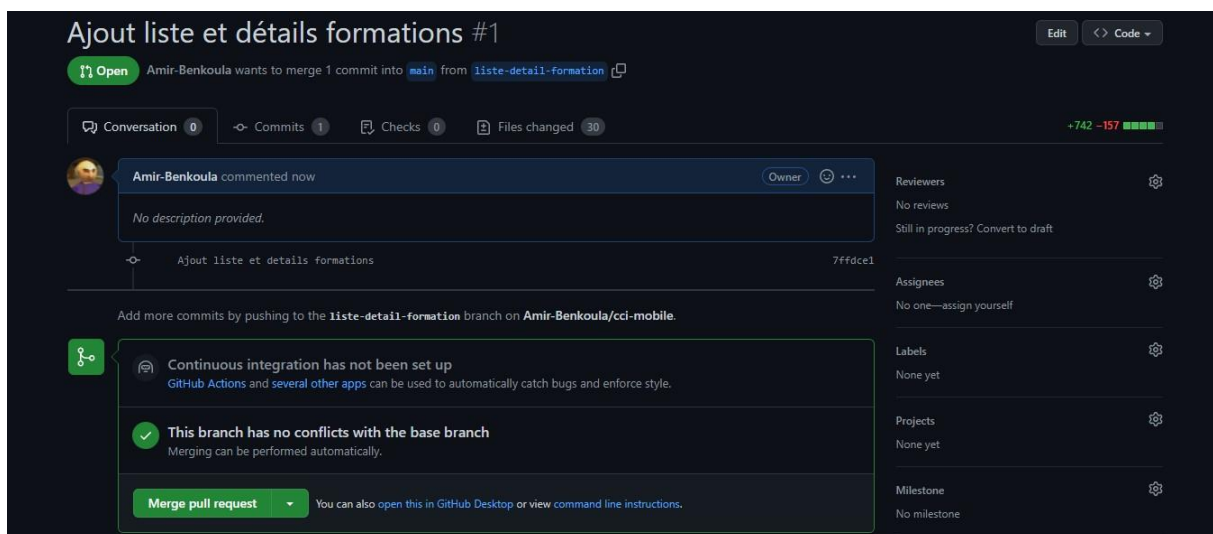 Ajout liste et détails formations #1
Edit
<> Code
Open
Amir-Benkoula wants to merge 1 commit into main from liste-detail-formation
Conversation 0
Commits 1
Checks 0
Files changed 30
+742 −157
Amir-Benkoula commented now
Owner
No description provided.
Ajout liste et details formations
7ffdce1
Add more commits by pushing to the liste-detail-formation branch on Amir-Benkoula/cci-mobile.
Continuous integration has not been set up
GitHub Actions and several other apps can be used to automatically catch bugs and enforce style.
This branch has no conflicts with the base branch
Merging can be performed automatically.
Merge pull request
You can also open this in GitHub Desktop or view command line instructions.
Reviewers
No reviews
Still in progress? Convert to draft
Assignees
No one—assign yourself
Labels
None yet
Projects
None yet
Milestone
No milestone